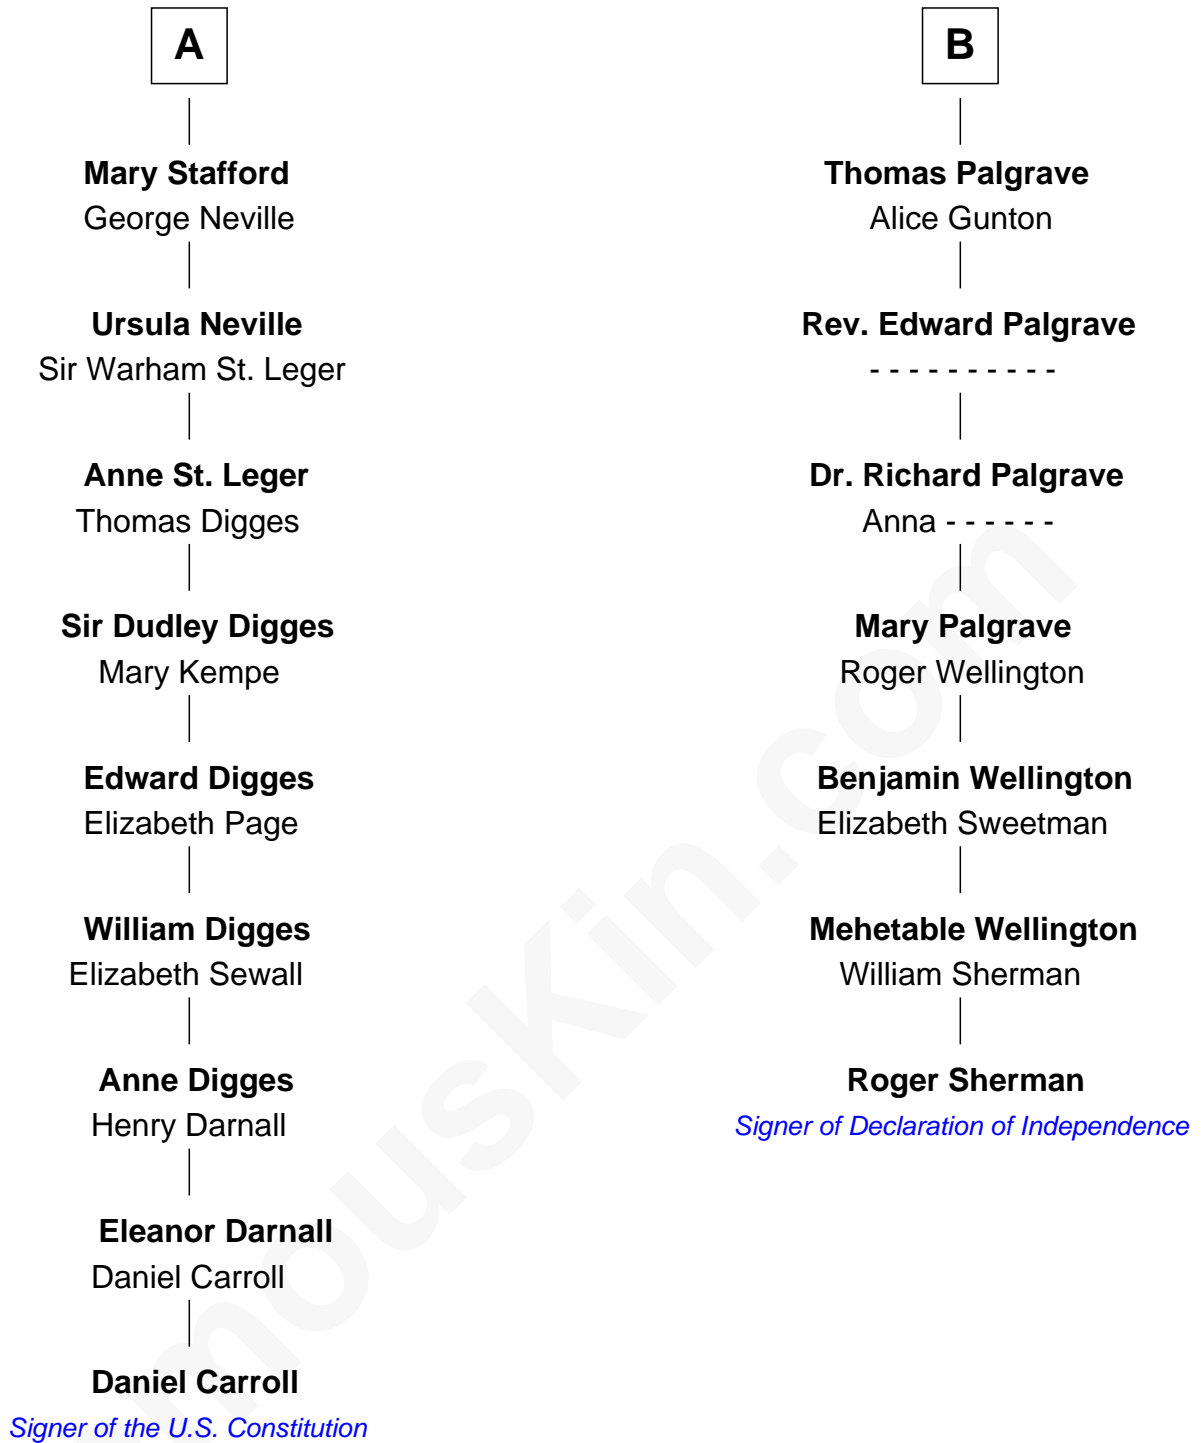 A
Mary Stafford
George Neville
Ursula Neville
Sir Warham St. Leger
Anne St. Leger
Thomas Digges
Sir Dudley Digges
Mary Kempe
Edward Digges
Elizabeth Page
William Digges
Elizabeth Sewall
Anne Digges
Henry Darnall
Eleanor Darnall
Daniel Carroll
Daniel Carroll
Signer of the U.S. Constitution
B
Thomas Palgrave
Alice Gunton
Rev. Edward Palgrave
- - - - - - - - - -
Dr. Richard Palgrave
Anna - - - - - -
Mary Palgrave
Roger Wellington
Benjamin Wellington
Elizabeth Sweetman
Mehetable Wellington
William Sherman
Roger Sherman
Signer of Declaration of Independence
mousKin.com